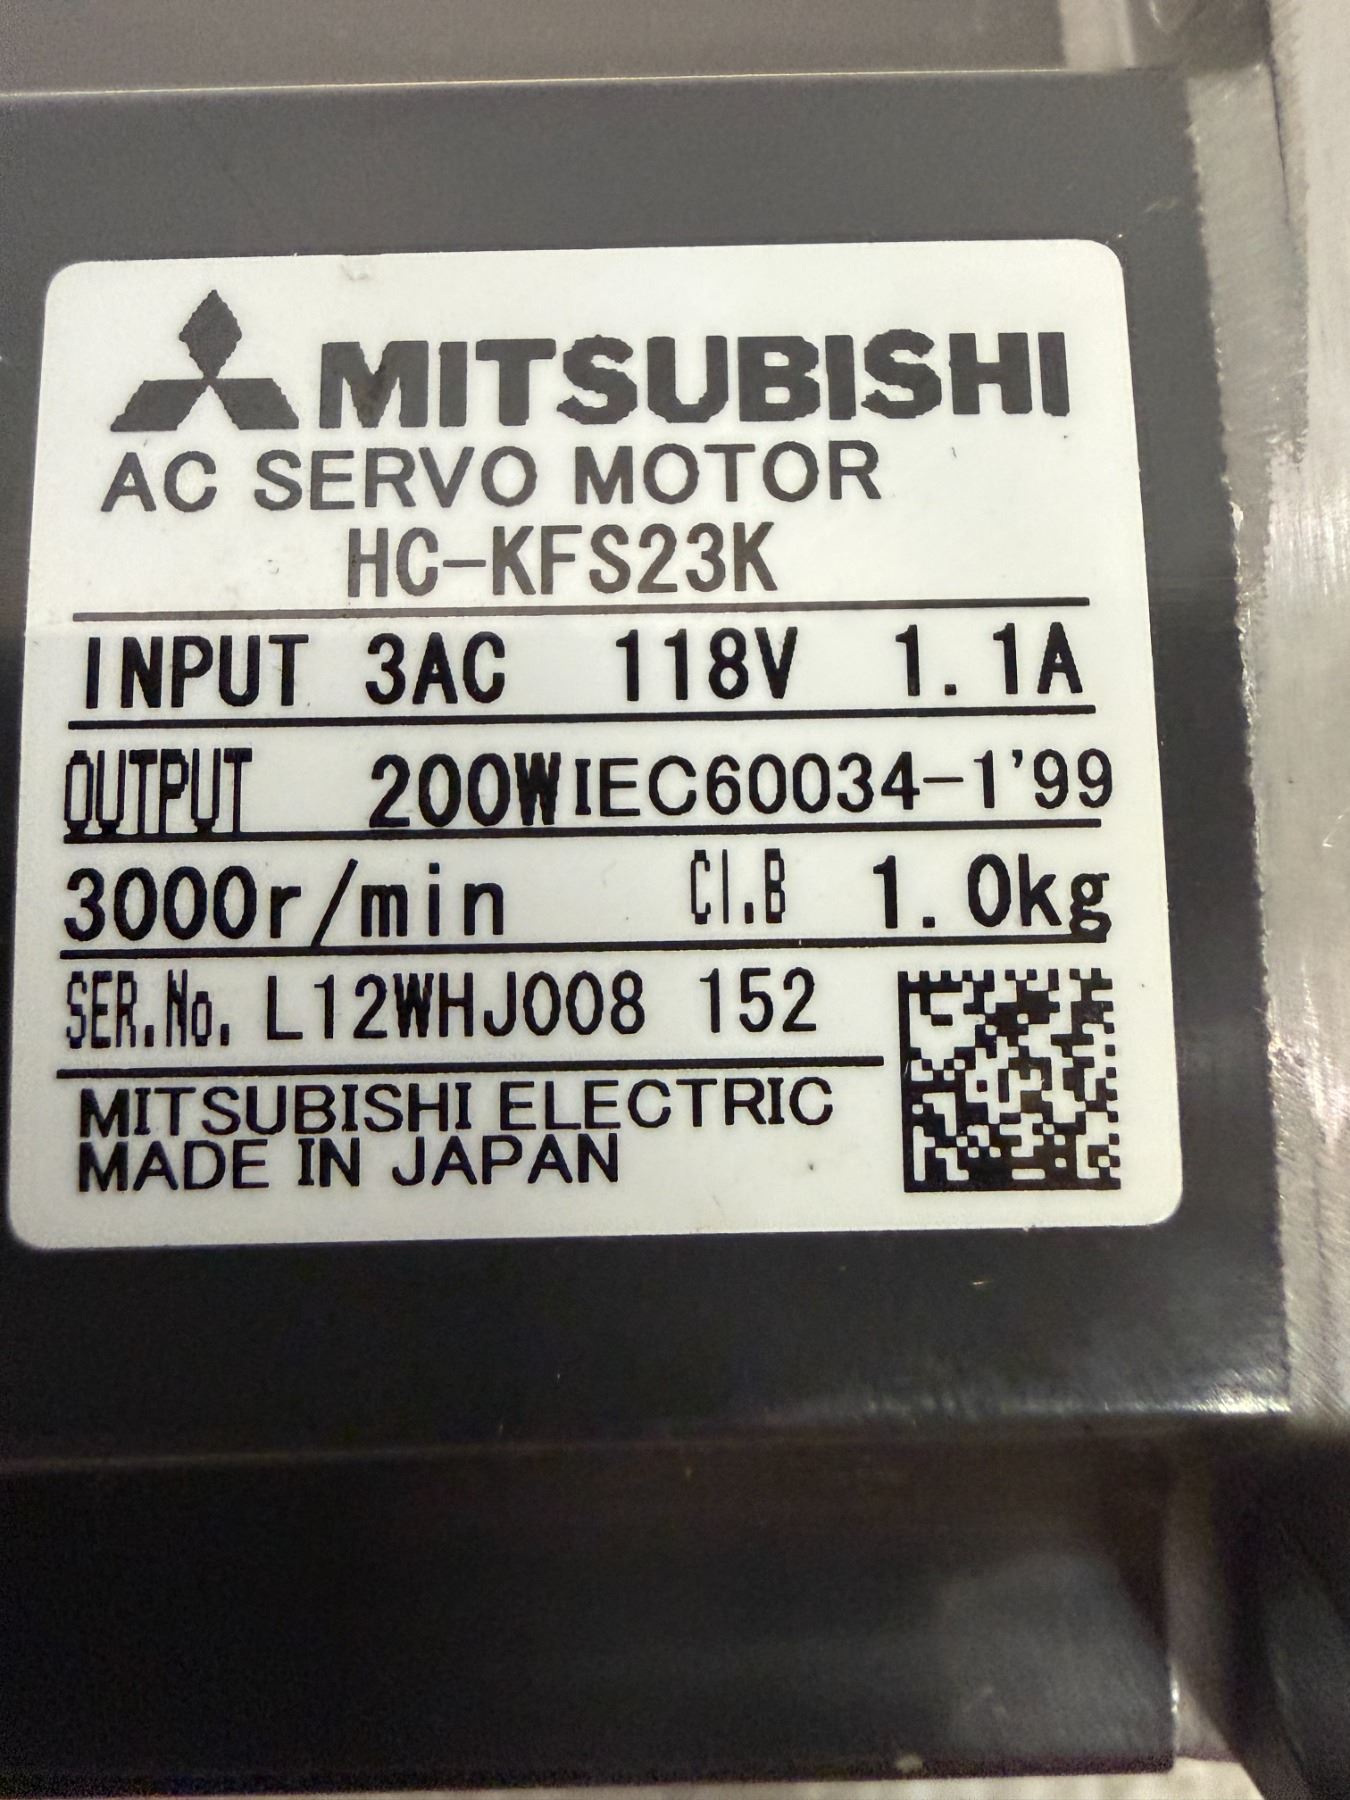 MITSUBISHI
AC SERVO MOTOR
HC-KFS23K
INPUT 3AC 118V 1.1A
OUTPUT 200W IEC60034-1'99
3000r/min CI.B 1.0kg
SER.No. L12WHJ008 152
MITSUBISHI ELECTRIC
MADE IN JAPAN